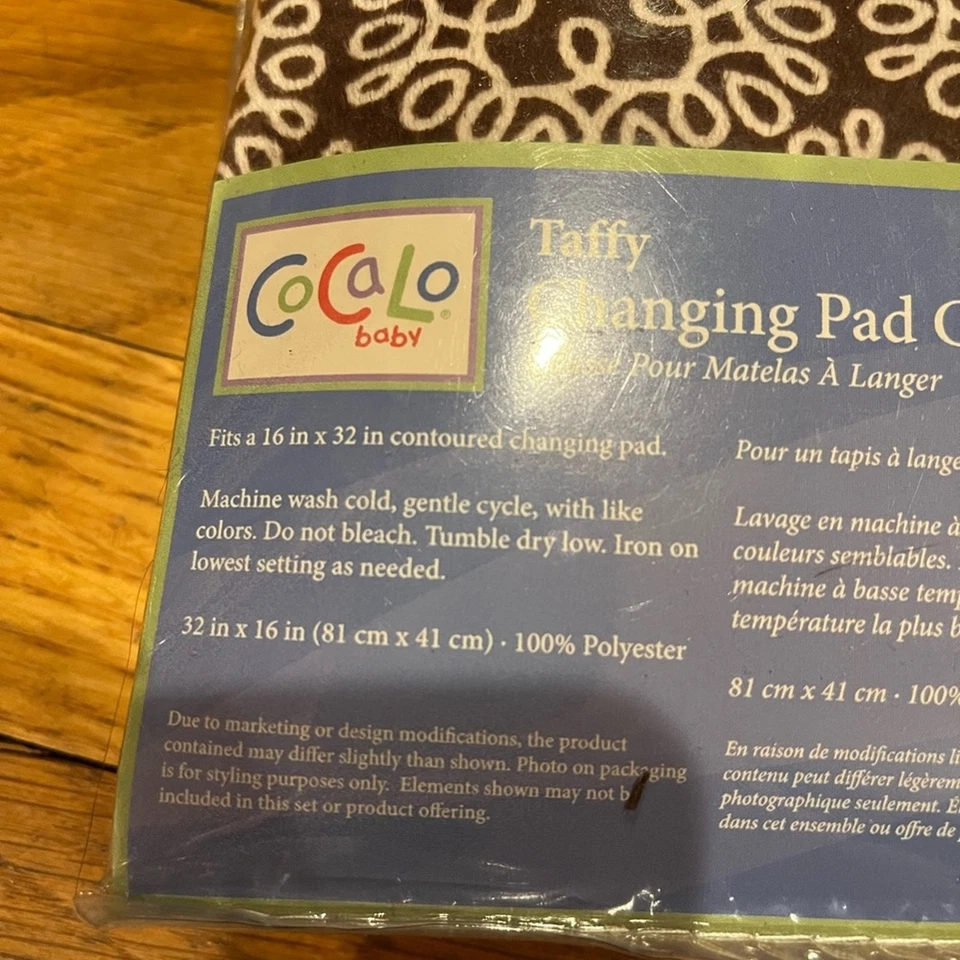 CoCaLo®
baby
Taffy
Changing Pad C
Pour Matelas À Langer
Fits a 16 in x 32 in contoured changing pad.
Machine wash cold, gentle cycle, with like
colors. Do not bleach. Tumble dry low. Iron on
lowest setting as needed.
32 in x 16 in (81 cm x 41 cm) · 100% Polyester
Due to marketing or design modifications, the product
contained may differ slightly than shown. Photo on packaging
is for styling purposes only. Elements shown may not b
included in this set or product offering.
Pour un tapis à lange
Lavage en machine à
couleurs semblables.
machine à basse temp
température la plus b
81 cm x 41 cm · 100%
En raison de modifications li
contenu peut différer légèrem
photographique seulement. É
dans cet ensemble ou offre de